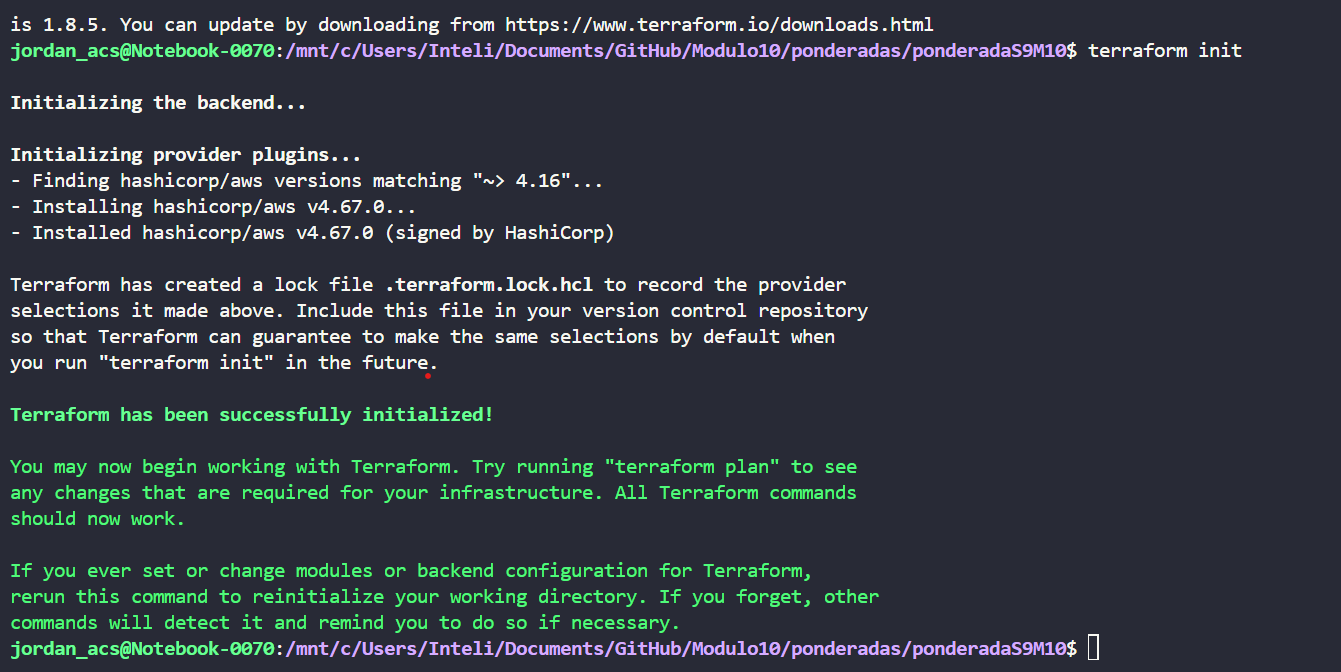 is 1.8.5. You can update by downloading from https://www.terraform.io/downloads.html
jordan_acs@Notebook-0070:/mnt/c/Users/Inteli/Documents/GitHub/Modulo10/ponderadas/ponderadaS9M10$ terraform init
Initializing the backend...
Initializing provider plugins...
- Finding hashicorp/aws versions matching "~> 4.16"...
- Installing hashicorp/aws v4.67.0...
- Installed hashicorp/aws v4.67.0 (signed by HashiCorp)
Terraform has created a lock file .terraform.lock.hcl to record the provider
selections it made above. Include this file in your version control repository
so that Terraform can guarantee to make the same selections by default when
you run "terraform init" in the future.
Terraform has been successfully initialized!
You may now begin working with Terraform. Try running "terraform plan" to see
any changes that are required for your infrastructure. All Terraform commands
should now work.
If you ever set or change modules or backend configuration for Terraform,
rerun this command to reinitialize your working directory. If you forget, other
commands will detect it and remind you to do so if necessary.
jordan_acs@Notebook-0070:/mnt/c/Users/Inteli/Documents/GitHub/Modulo10/ponderadas/ponderadaS9M10$